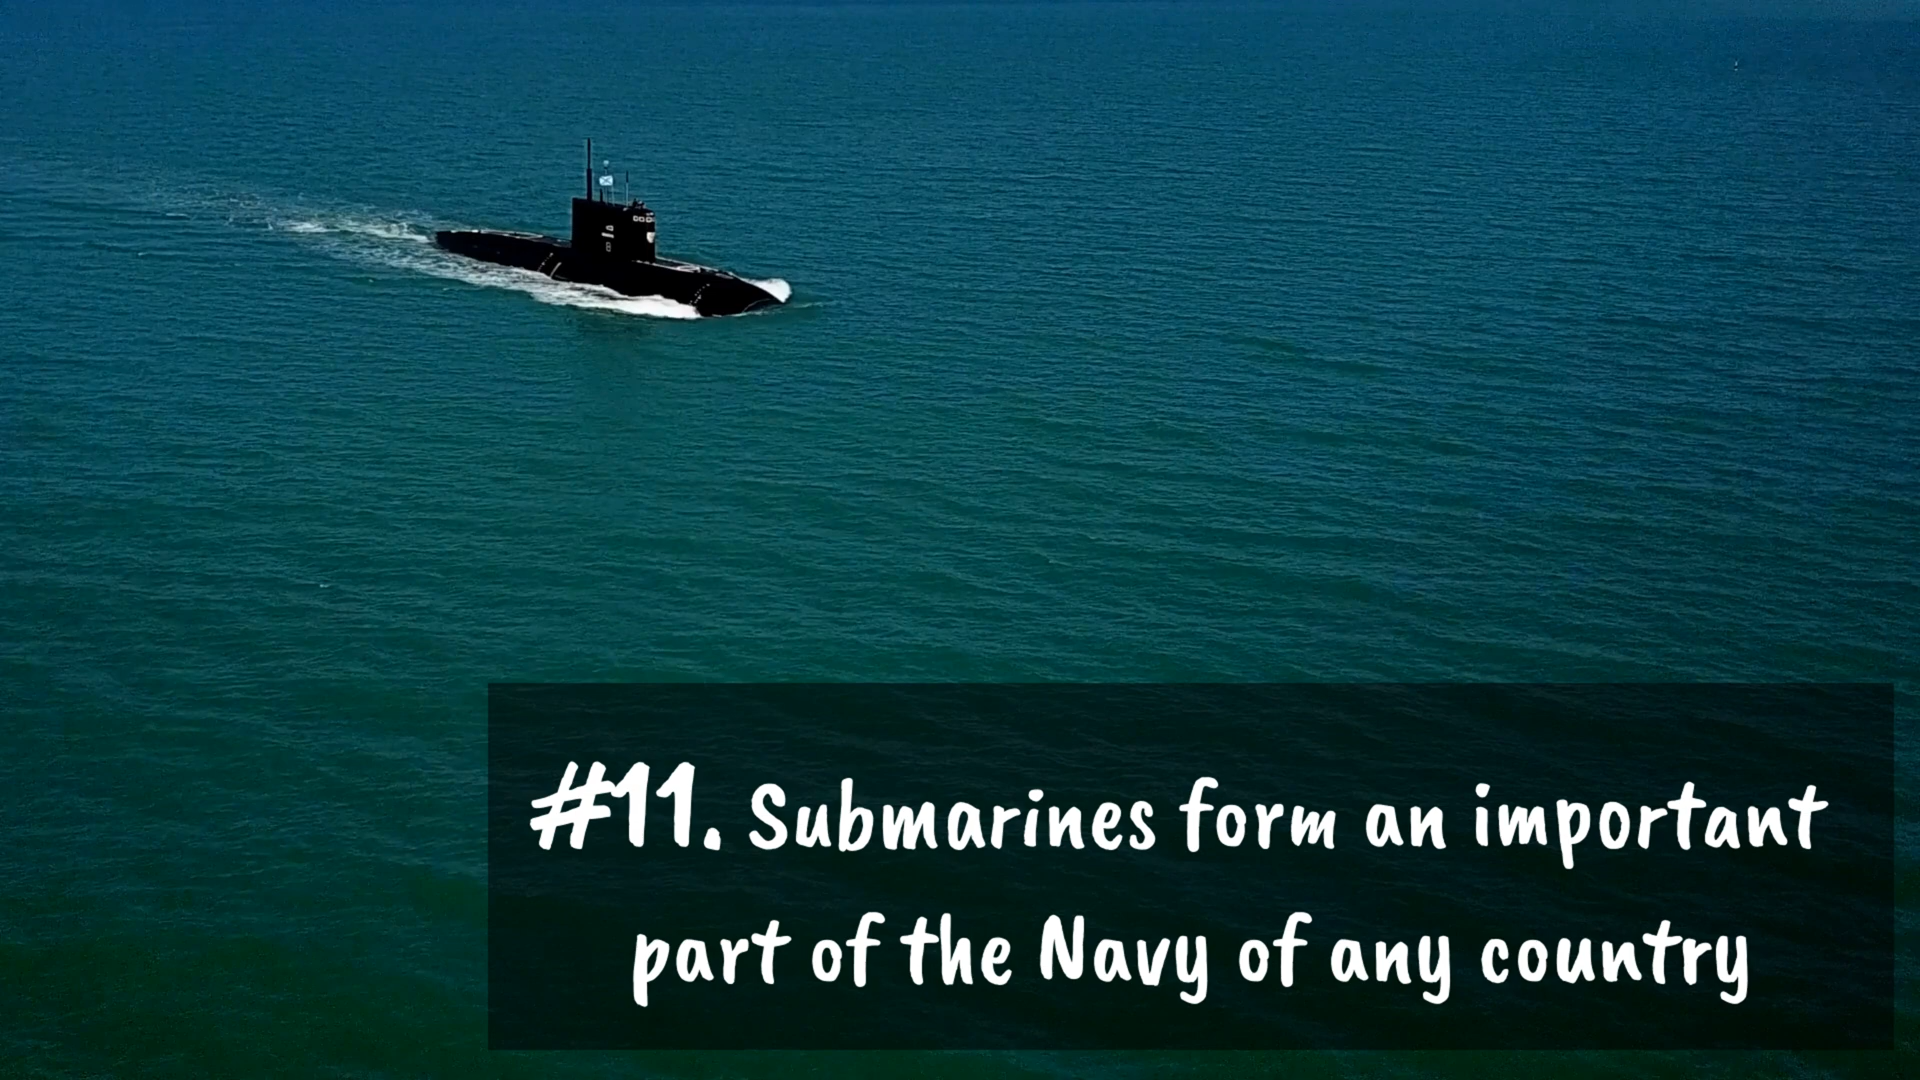 #11. Submarines form an important
part of the Navy of any country